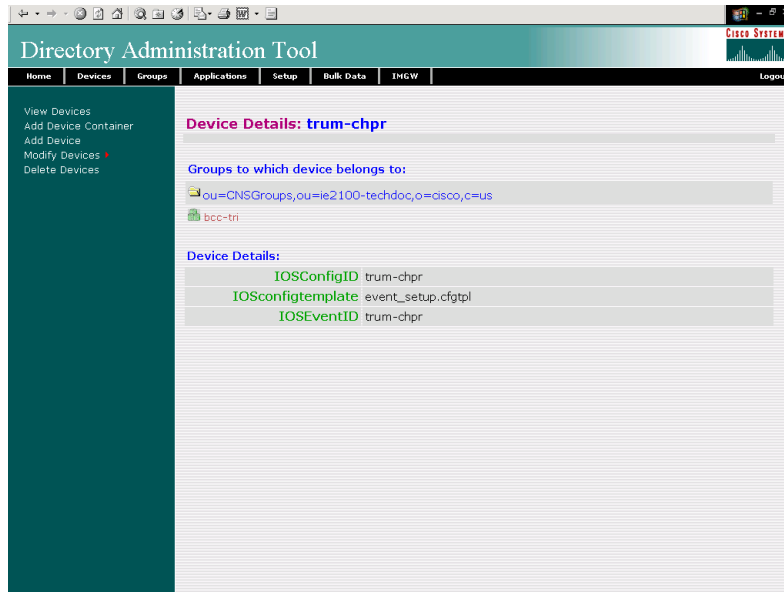 CISCO SYSTEM
Directory Administration Tool
Home Devices Groups Applications Setup Bulk Data IMGW Logou
View Devices
Add Device Container
Add Device
Modify Devices
Delete Devices
Device Details: trum-chpr
Groups to which device belongs to:
ou=CNSGroups,ou=ie2100-techdoc,o=cisco,c=us
bcc-tri
Device Details:
IOSConfigID trum-chpr
IOSconfigtemplate event_setup.cfgtpl
IOSEventID trum-chpr